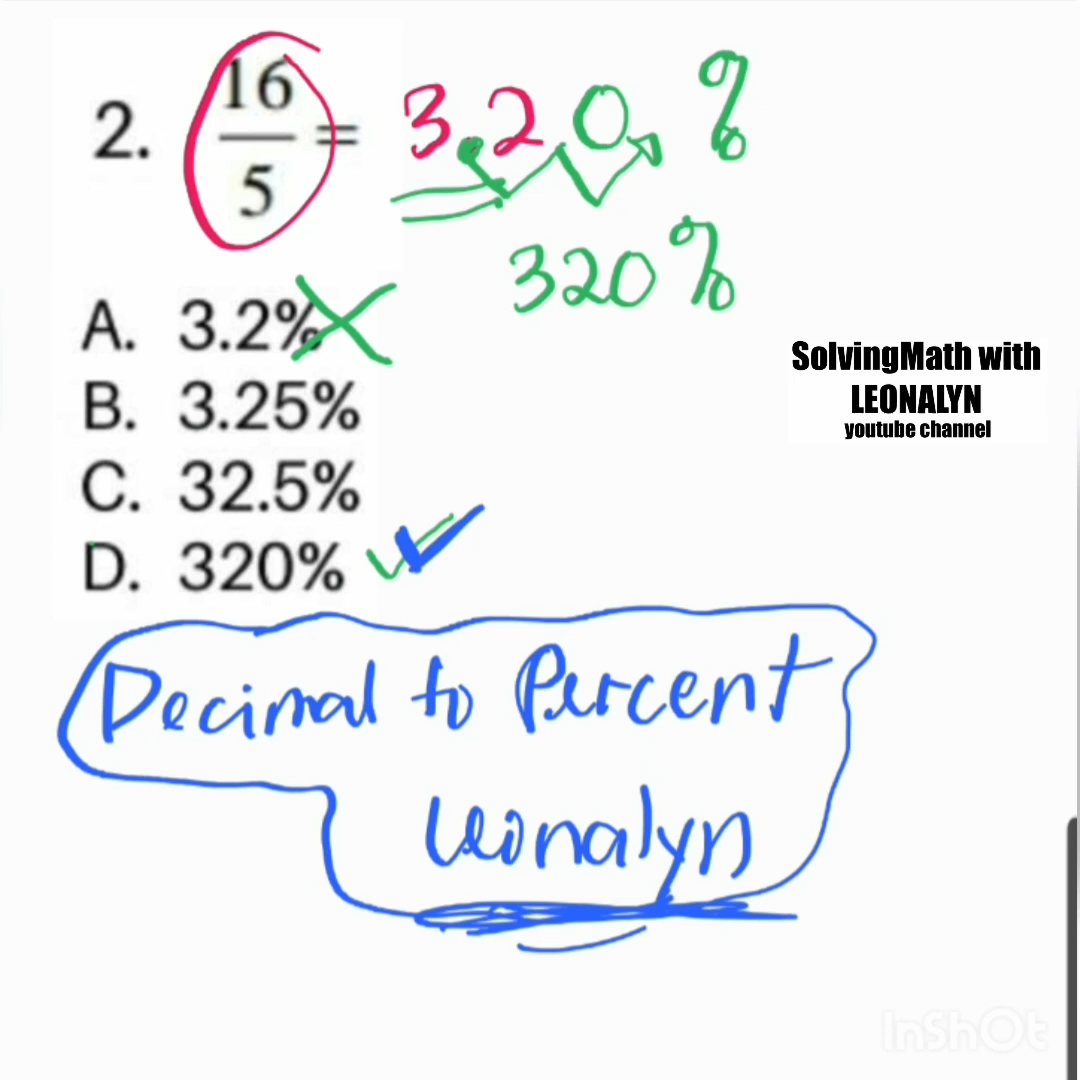 2. 16/5 = 3.20 %
320%
A. 3.2%
B. 3.25%
C. 32.5%
D. 320%
SolvingMath with
LEONALYN
youtube channel
Decimal to Percent
Leonalyn
InShOt